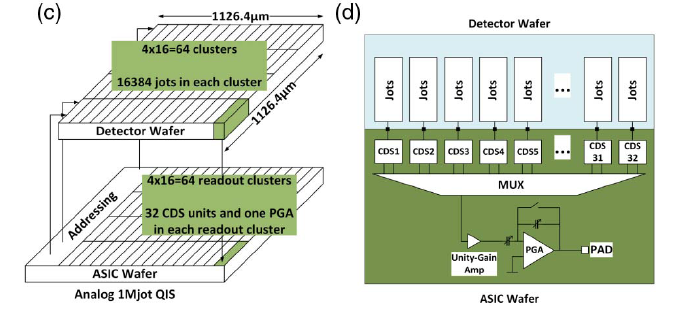 (c)
1126.4μm
4x16=64 clusters
16384 jots in each cluster
1126.4μm
Detector Wafer
Addressing
4x16=64 readout clusters
32 CDS units and one PGA
in each readout cluster
ASIC Wafer
Analog 1Mjot QIS
(d)
Detector Wafer
Jots Jots Jots Jots Jots ... Jots Jots
CDS1 CDS2 CDS3 CDS4 CDS5 ... CDS 31 CDS 32
MUX
Unity-Gain
Amp
PGA
PAD
ASIC Wafer